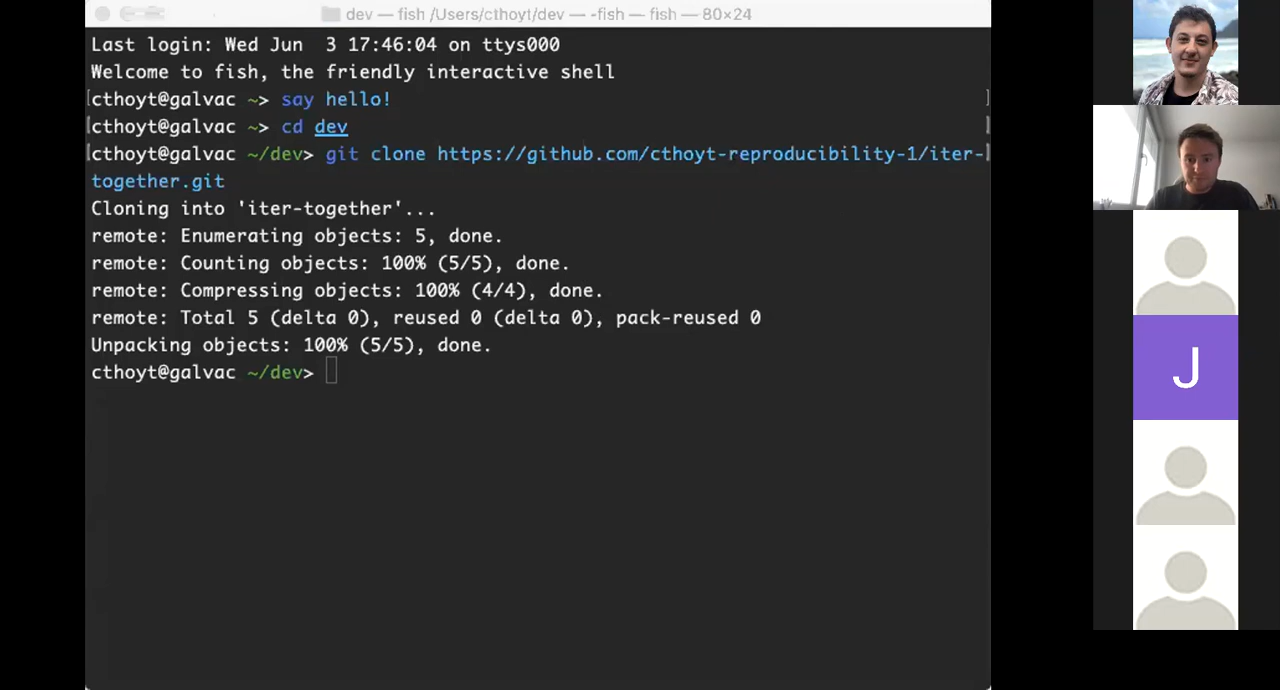 dev — fish /Users/cthoyt/dev — -fish — fish — 80×24
Last login: Wed Jun  3 17:46:04 on ttys000
Welcome to fish, the friendly interactive shell
cthoyt@galvac ~> say hello!
cthoyt@galvac ~> cd dev
cthoyt@galvac ~/dev> git clone https://github.com/cthoyt-reproducibility-1/iter-
together.git
Cloning into 'iter-together'...
remote: Enumerating objects: 5, done.
remote: Counting objects: 100% (5/5), done.
remote: Compressing objects: 100% (4/4), done.
remote: Total 5 (delta 0), reused 0 (delta 0), pack-reused 0
Unpacking objects: 100% (5/5), done.
cthoyt@galvac ~/dev>
J